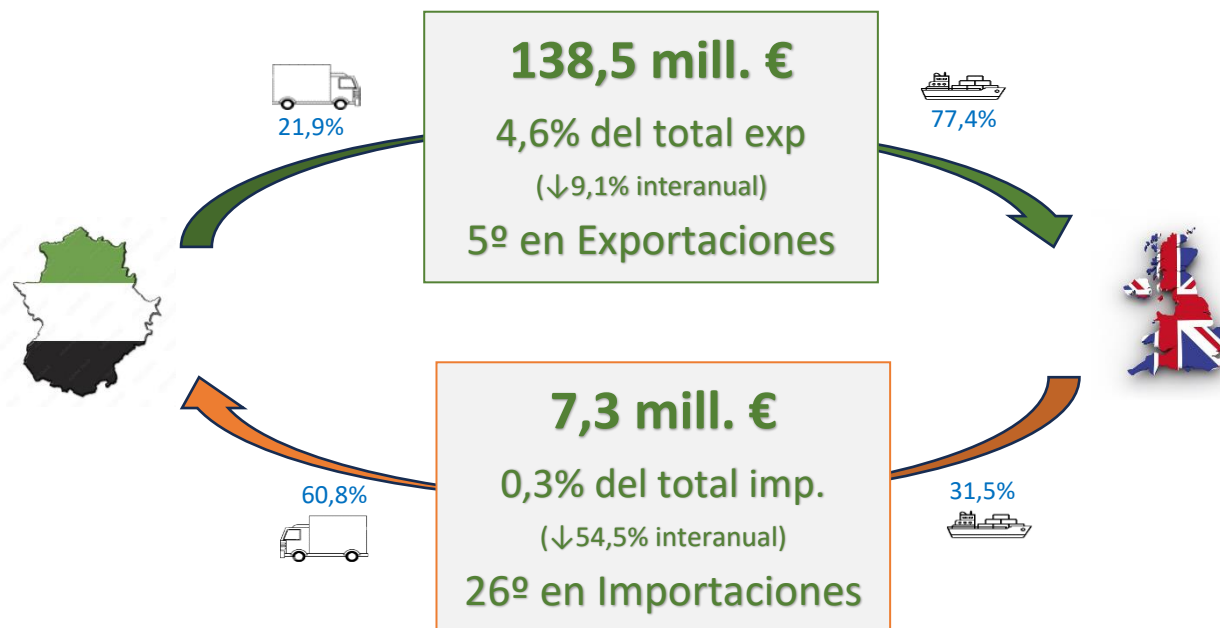 138,5 mill. €
4,6% del total exp
(↓9,1% interanual)
5º en Exportaciones
21,9%
77,4%
7,3 mill. €
0,3% del total imp.
(↓54,5% interanual)
26º en Importaciones
60,8%
31,5%